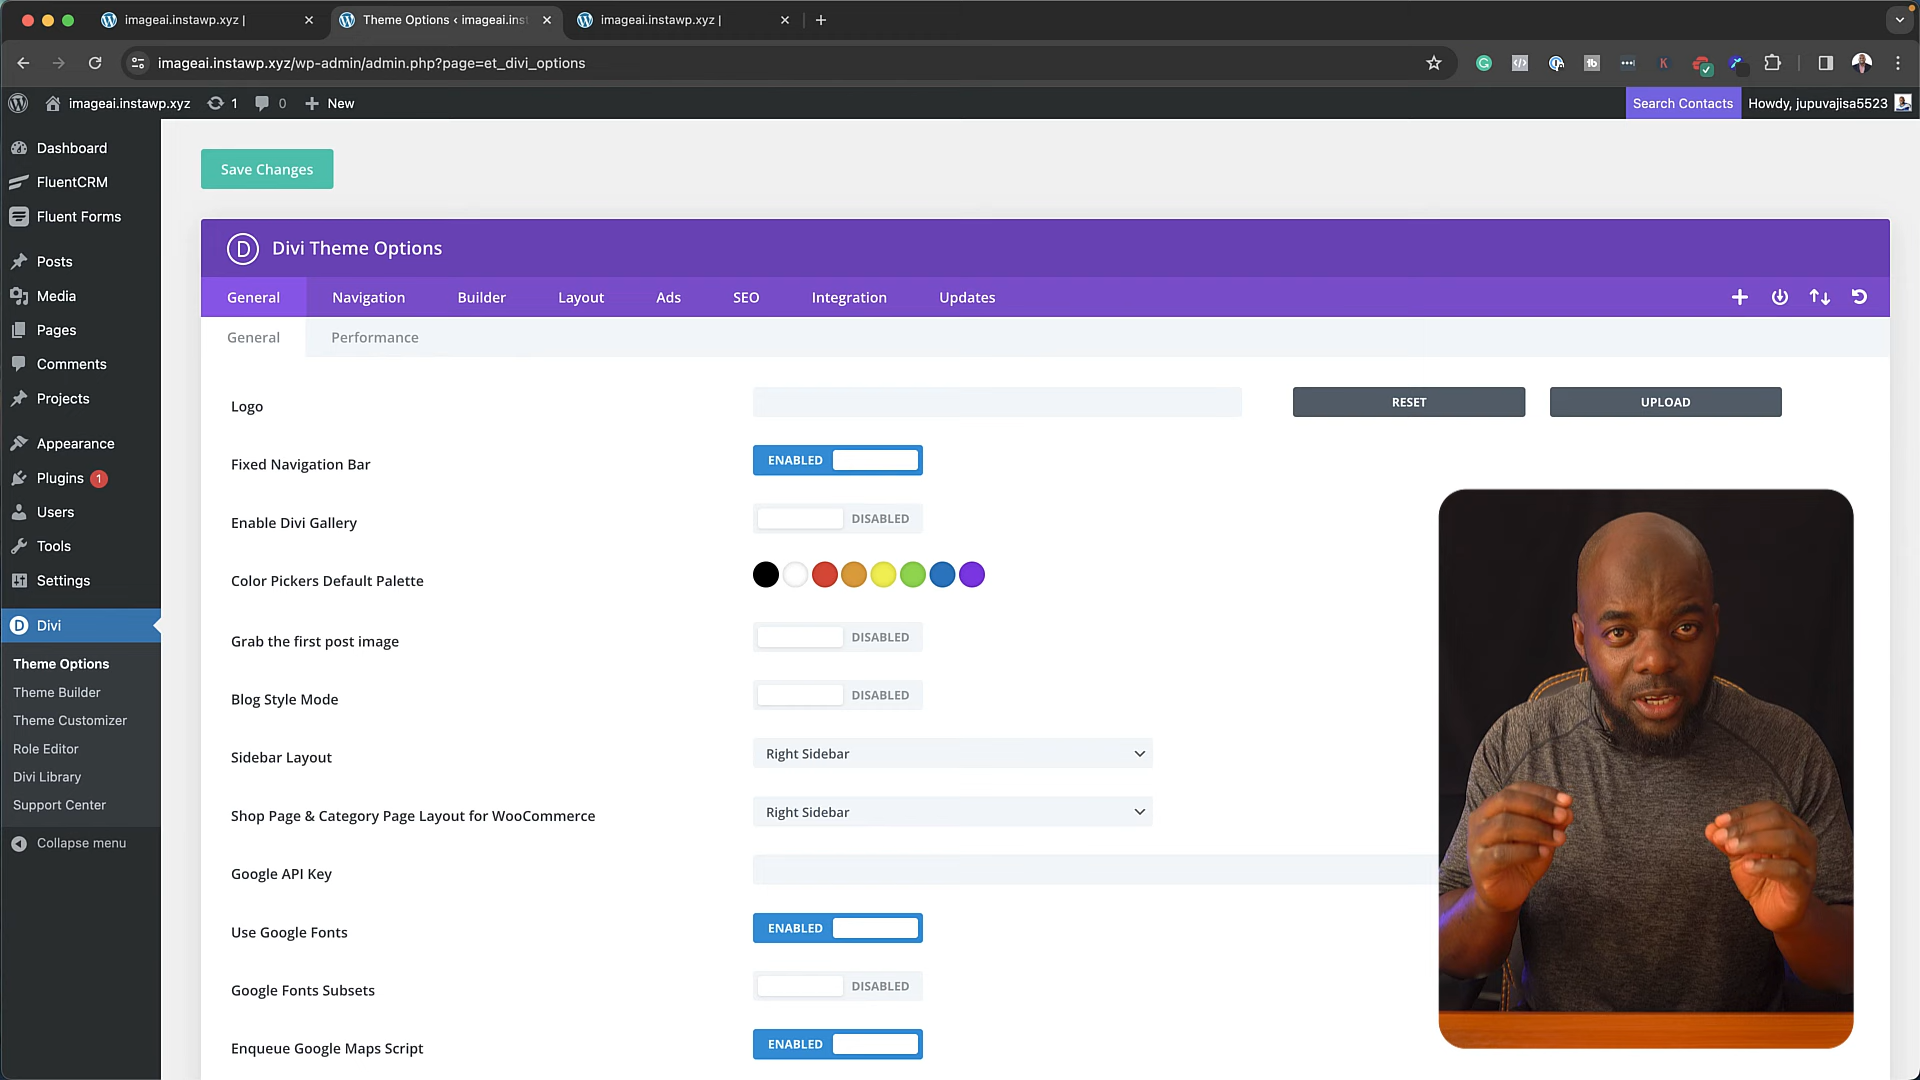 imageai.instawp.xyz |
Theme Options ‹ imageai.inst
imageai.instawp.xyz |
imageai.instawp.xyz/wp-admin/admin.php?page=et_divi_options
imageai.instawp.xyz
1
0
New
Search Contacts
Howdy, jupuvajisa5523
Dashboard
FluentCRM
Fluent Forms
Posts
Media
Pages
Comments
Projects
Appearance
Plugins 1
Users
Tools
Settings
Divi
Theme Options
Theme Builder
Theme Customizer
Role Editor
Divi Library
Support Center
Collapse menu
Save Changes
D Divi Theme Options
General Navigation Builder Layout Ads SEO Integration Updates
General Performance
Logo RESET UPLOAD
Fixed Navigation Bar ENABLED
Enable Divi Gallery DISABLED
Color Pickers Default Palette
Grab the first post image DISABLED
Blog Style Mode DISABLED
Sidebar Layout Right Sidebar
Shop Page & Category Page Layout for WooCommerce Right Sidebar
Google API Key
Use Google Fonts ENABLED
Google Fonts Subsets DISABLED
Enqueue Google Maps Script ENABLED